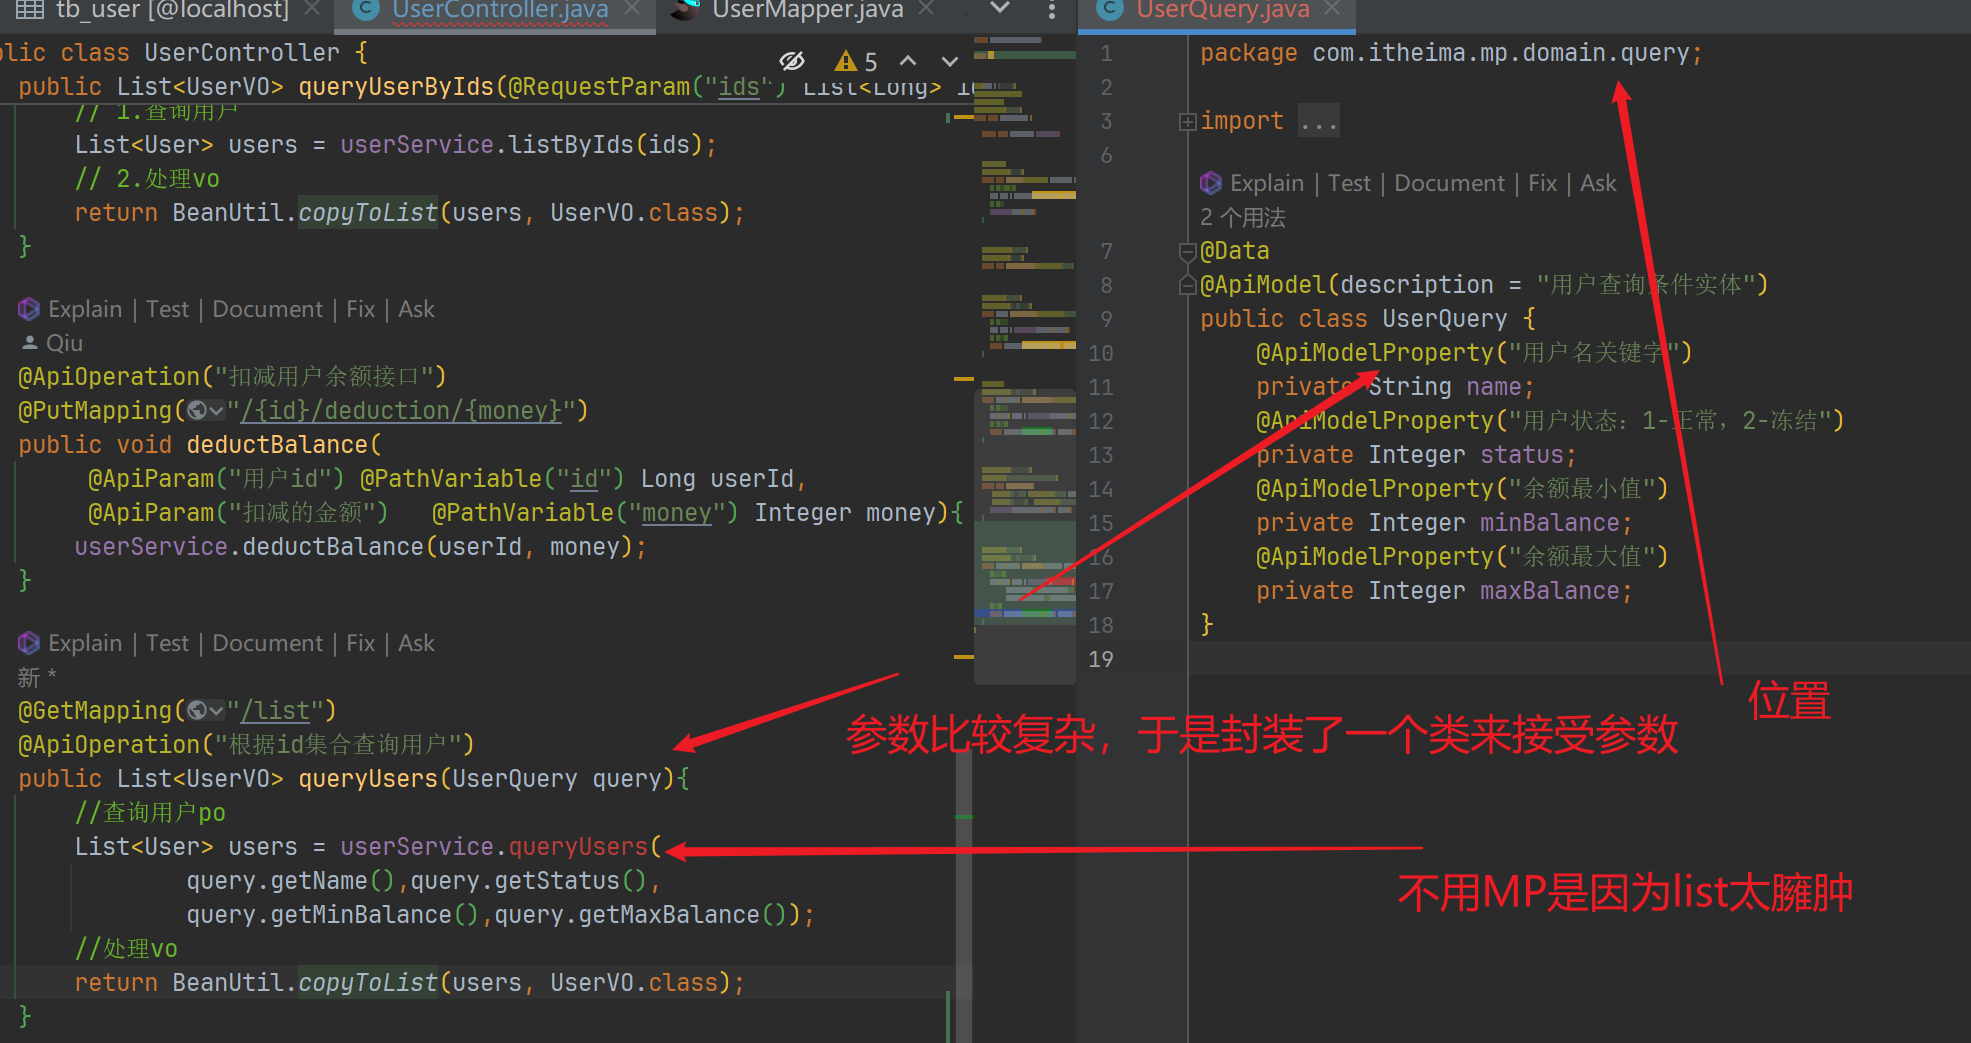 tb_user [@localhost]
UserController.java
UserMapper.java
blic class UserController {
5
public List<UserVO> queryUserByIds(@RequestParam("ids") List<Long> id
// 1.查询用户
List<User> users = userService.listByIds(ids);
// 2.处理vo
return BeanUtil.copyToList(users, UserVO.class);
}
Explain | Test | Document | Fix | Ask
Qiu
@ApiOperation("扣减用户余额接口")
@PutMapping("/{id}/deduction/{money}")
public void deductBalance(
@ApiParam("用户id") @PathVariable("id") Long userId,
@ApiParam("扣减的金额") @PathVariable("money") Integer money){
userService.deductBalance(userId, money);
}
Explain | Test | Document | Fix | Ask
新 *
@GetMapping("/list")
@ApiOperation("根据id集合查询用户")
public List<UserVO> queryUsers(UserQuery query){
//查询用户po
List<User> users = userService.queryUsers(
query.getName(),query.getStatus(),
query.getMinBalance(),query.getMaxBalance());
//处理vo
return BeanUtil.copyToList(users, UserVO.class);
}
UserQuery.java
1 package com.itheima.mp.domain.query;
2
3 import ...
6
Explain | Test | Document | Fix | Ask
2 个用法
7 @Data
8 @ApiModel(description = "用户查询条件实体")
9 public class UserQuery {
10 @ApiModelProperty("用户名关键字")
11 private String name;
12 @ApiModelProperty("用户状态：1-正常，2-冻结")
13 private Integer status;
14 @ApiModelProperty("余额最小值")
15 private Integer minBalance;
16 @ApiModelProperty("余额最大值")
17 private Integer maxBalance;
18 }
19
位置
参数比较复杂，于是封装了一个类来接受参数
不用MP是因为list太臃肿